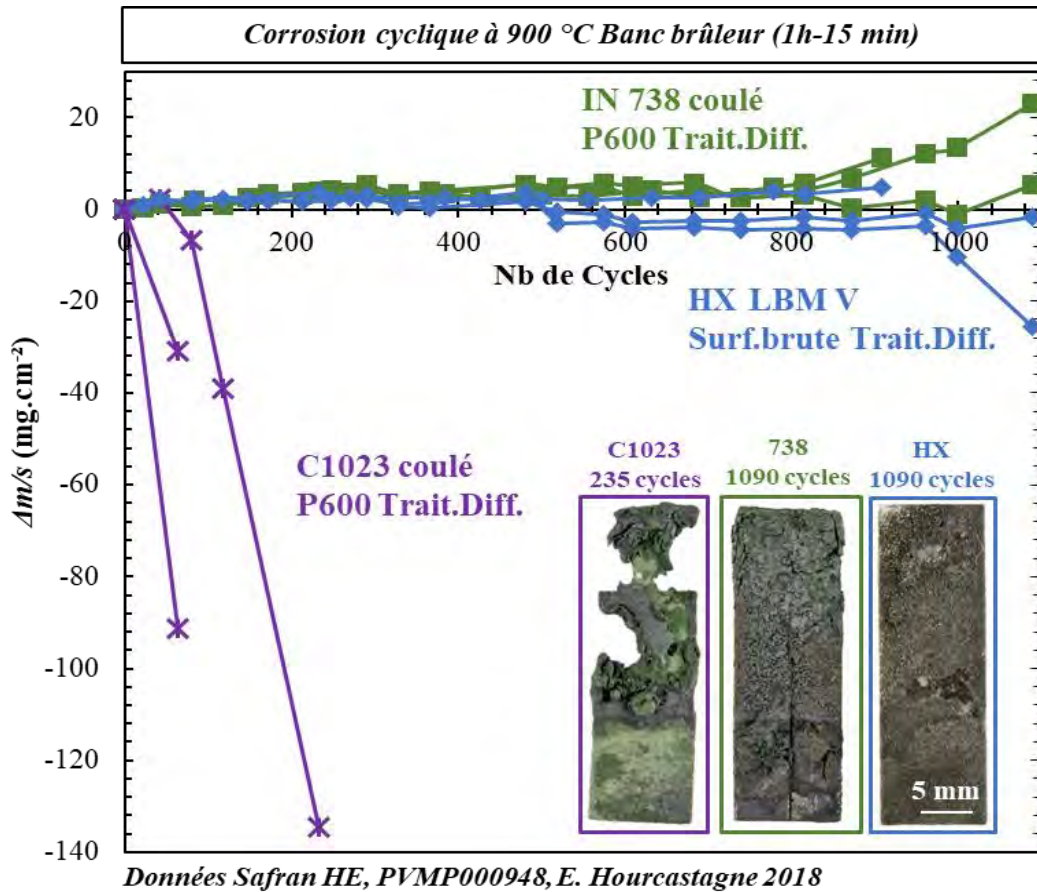 Corrosion cyclique à 900 °C Banc brûleur (1h-15 min)
IN 738 coulé
P600 Trait.Diff.
20
0
-20
-40
-60
-80
-100
-120
-140
Δm/s (mg.cm⁻²)
0
200
400
600
800
1000
Nb de Cycles
HX LBM V
Surf.brute Trait.Diff.
C1023 coulé
P600 Trait.Diff.
C1023
235 cycles
738
1090 cycles
HX
1090 cycles
5 mm
Données Safran HE, PVMP000948, E. Hourcastagne 2018